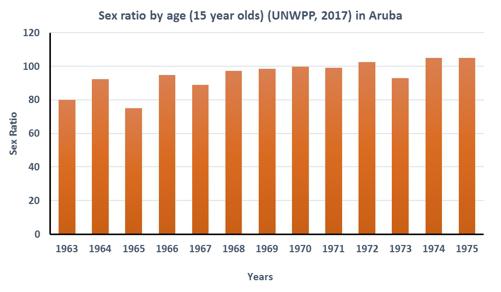 Sex ratio by age (15 year olds) (UNWPP, 2017) in Aruba
120
100
80
60
40
20
0
Sex Ratio
1963 1964 1965 1966 1967 1968 1969 1970 1971 1972 1973 1974 1975
Years